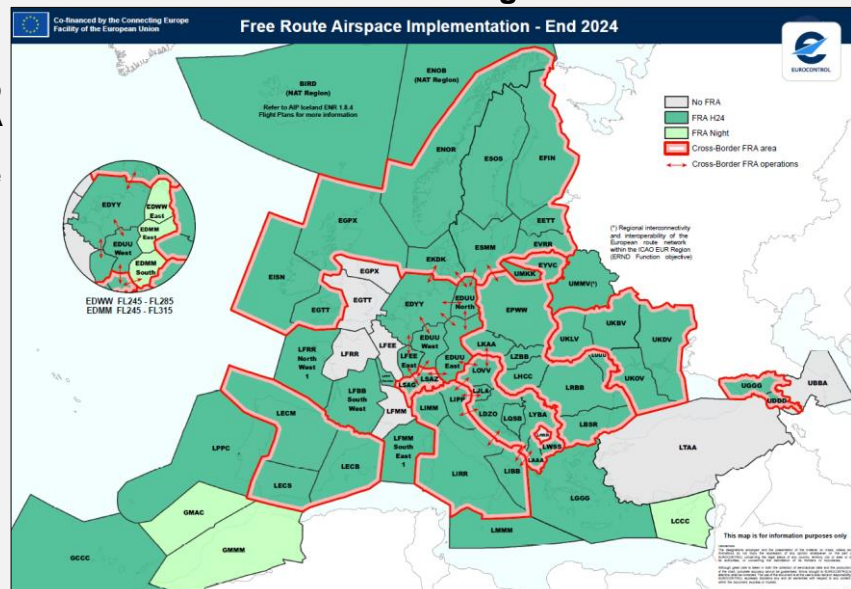 Co-financed by the Connecting Europe
Facility of the European Union
Free Route Airspace Implementation - End 2024
EUROCONTROL
BIRD
(NAT Region)
Refer to AIP Iceland ENR 1.8.4
Flight Plans for more information
ENOB
(NAT Region)
No FRA
FRA H24
FRA Night
Cross-Border FRA area
Cross-Border FRA operations
(*) Regional interconnectivity
and interoperability of the
European route network
within the ICAO EUR Region
(ERND Function objective)
ENOR
ESOS
EFIN
EDYY
EDWW
East
EDMM
East
EDUU
West
EDMM
South
EDWW FL245 - FL285
EDMM FL245 - FL315
EGPX
EETT
EISN
EKDK
ESMM
EVRR
EYVC
UMKK
UMMV(*)
EGPX
EGTT
EGTT
EDYY
EDUU
North
EPWW
UKBV
UKLV
UKDV
LFRR
North
West
1
LFRR
LFEE
LFEE
East
EDUU
West
EDUU
East
LKAA
LZBB
LOVV
LHCC
UKOV
LFBB
South
West
LSAG
LSAZ
LFMM
LIMM
LIPP
LJLA
LDZO
LRBB
LGSB
LYBA
UGGG
UBBA
UDDD
LECM
LPPC
LFMM
South
East
1
LBSR
LWSS
LAAA
LTAA
LECS
LECB
LIRR
LIBB
LGGG
GMAC
GCCC
GMMM
LMMM
LCCC
This map is for information purposes only